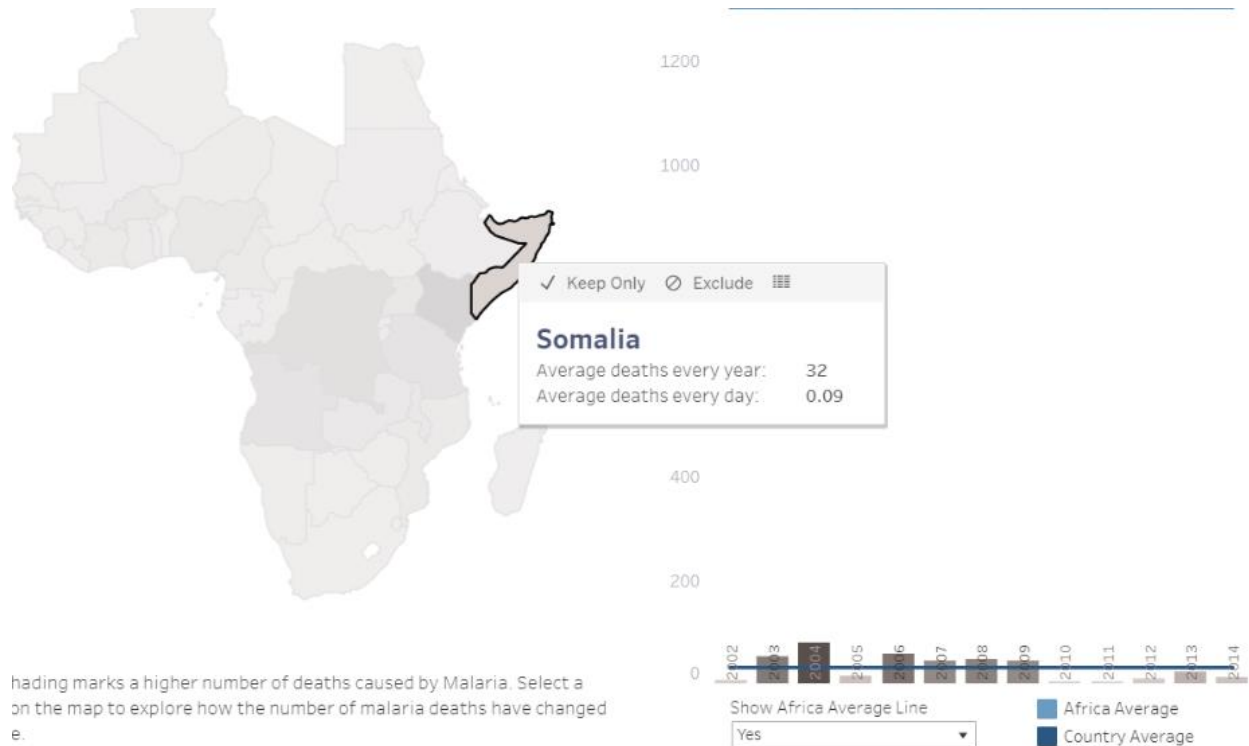 1200
1000
✓ Keep Only Exclude
Somalia
Average deaths every year: 32
Average deaths every day: 0.09
400
200
0
2002 2003 2004 2005 2006 2007 2008 2009 2010 2011 2012 2013 2014
hading marks a higher number of deaths caused by Malaria. Select a
on the map to explore how the number of malaria deaths have changed
e.
Show Africa Average Line
Yes
Africa Average
Country Average